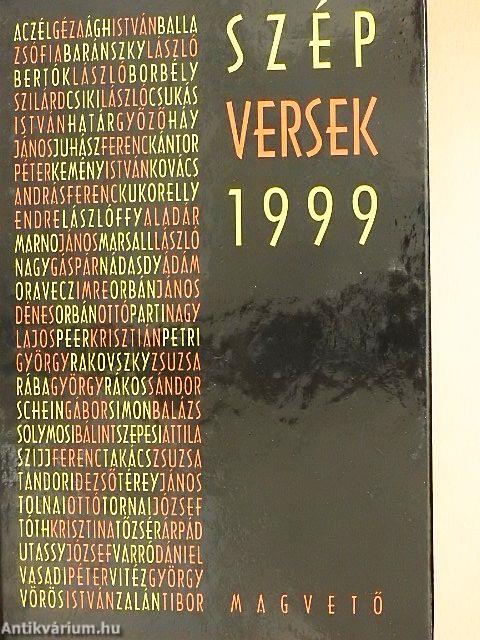 ACZÉLGÉZAÁGHISTVÁNBALLA
ZSÓFIABARANSZKYLÁSZLÓ
BERTÓKLÁSZLÓBORBÉLY
SZILÁRDCSIKILÁSZLÓCSUKÁS
ISTVÁNHATÁRGYŐZŐHÁY
JÁNOSJUHÁSZFERENCKÁNTOR
PÉTERKEMÉNYISTVÁNKOVÁCS
ANDRÁSFERENCKUKORELLY
ENDRELÁSZLÓFFYALADÁR
MARNOJÁNOSMARSALLLÁSZLÓ
NAGYGÁSPÁRNÁDASDYÁDÁM
ORAVECZIMREORBÁNJÁNOS
DÉNESORBÁNOTTÓPARTINAGY
LAJOSPEERKRISZTIÁNPETRI
GYÖRGYRAKOVSZKYZSUZSA
RÁBAGYÖRGYRÁKOSSÁNDOR
SCHEINGÁBORSIMONBALÁZS
SOLYMOSIBÁLINTSZEPESIATTILA
SZIJJFERENCTAKÁCSZSUZSA
TANDORIDEZSŐTÉREYJÁNOS
TOLNAIOTTÓTORNAIJÓZSEF
TÓTHKRISZTINATŐZSÉRÁRPÁD
UTASSYJÓZSEFVARRÓDÁNIEL
VASADIPÉTERVITÉZGYÖRGY
VÖRÖSISTVÁNZALÁNTIBOR
SZÉP
VERSEK
1999
MAGVETŐ
Antikvárium.hu